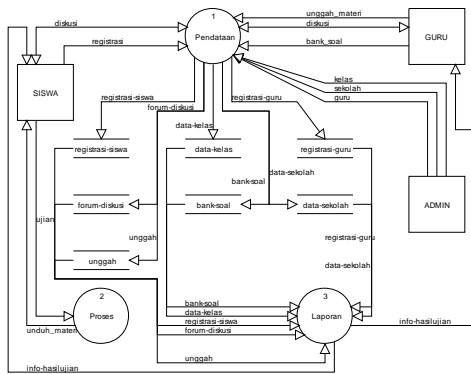 diskusi
1
unggah_materi
diskusi
registrasi
Pendataan
bank_soal
GURU
SISWA
kelas
sekolah
guru
registrasi-siswa
registrasi-guru
forum-diskusi
data-kelas
registrasi-siswa
data-kelas
registrasi-guru
data-sekolah
bank-soal
forum-diskusi
bank-soal
data-sekolah
ADMIN
ujian
unggah
registrasi-guru
unggah
data-sekolah
2
3
bank-soal
data-kelas
Proses
Laporan
registrasi-siswa
info-hasilujian
unduh_materi
forum-diskusi
unggah
info-hasilujian